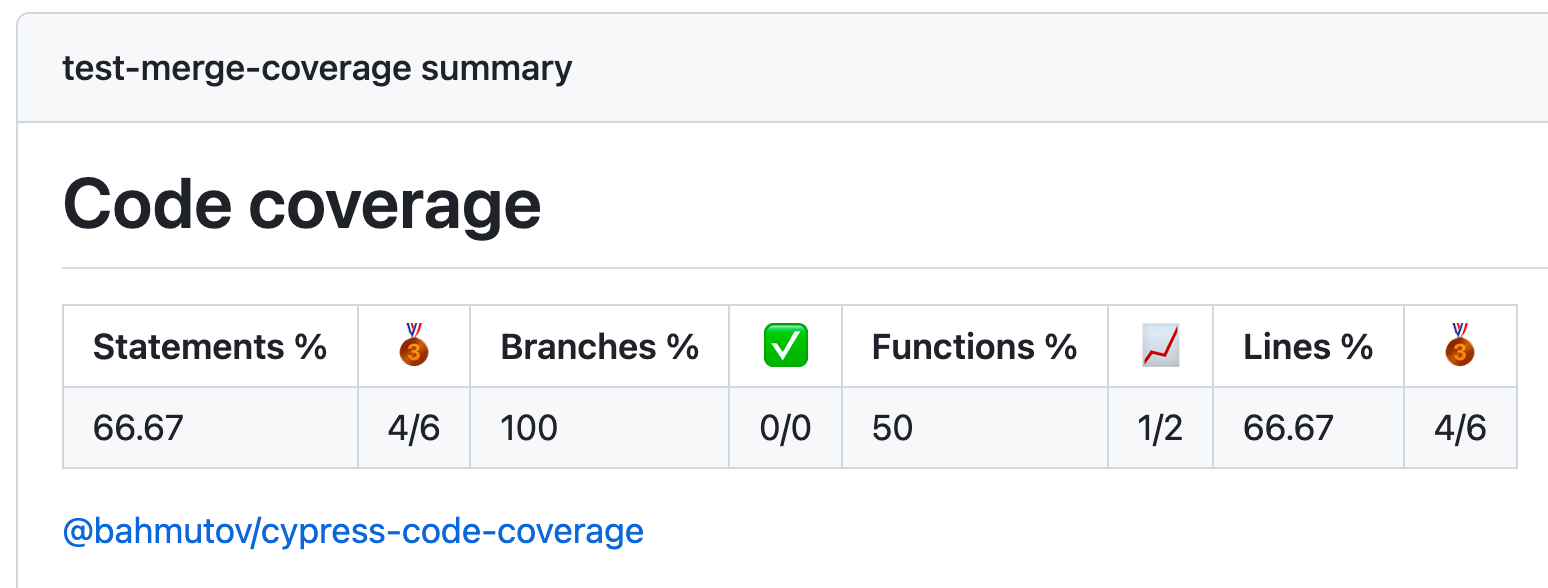 test-merge-coverage summary
Code coverage
Statements % 🥉 Branches % ✅ Functions % 📈 Lines % 🥉
66.67 4/6 100 0/0 50 1/2 66.67 4/6
@bahmutov/cypress-code-coverage